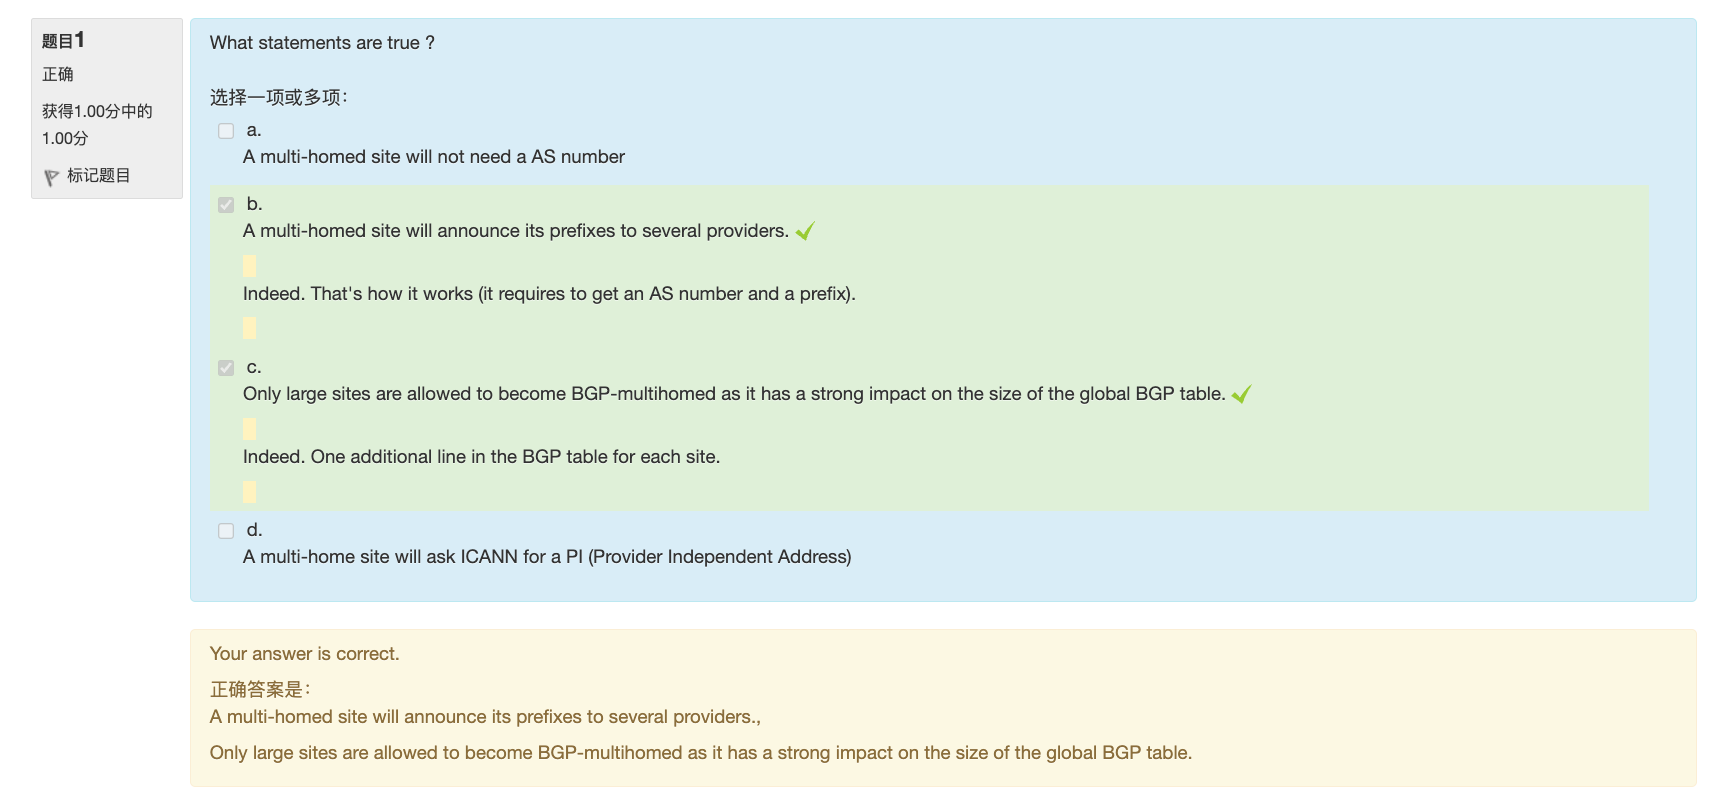 题目1
正确
获得1.00分中的
1.00分
标记题目
What statements are true ?
选择一项或多项：
a.
A multi-homed site will not need a AS number
b.
A multi-homed site will announce its prefixes to several providers.
Indeed. That's how it works (it requires to get an AS number and a prefix).
c.
Only large sites are allowed to become BGP-multihomed as it has a strong impact on the size of the global BGP table.
Indeed. One additional line in the BGP table for each site.
d.
A multi-home site will ask ICANN for a PI (Provider Independent Address)
Your answer is correct.
正确答案是：
A multi-homed site will announce its prefixes to several providers.,
Only large sites are allowed to become BGP-multihomed as it has a strong impact on the size of the global BGP table.